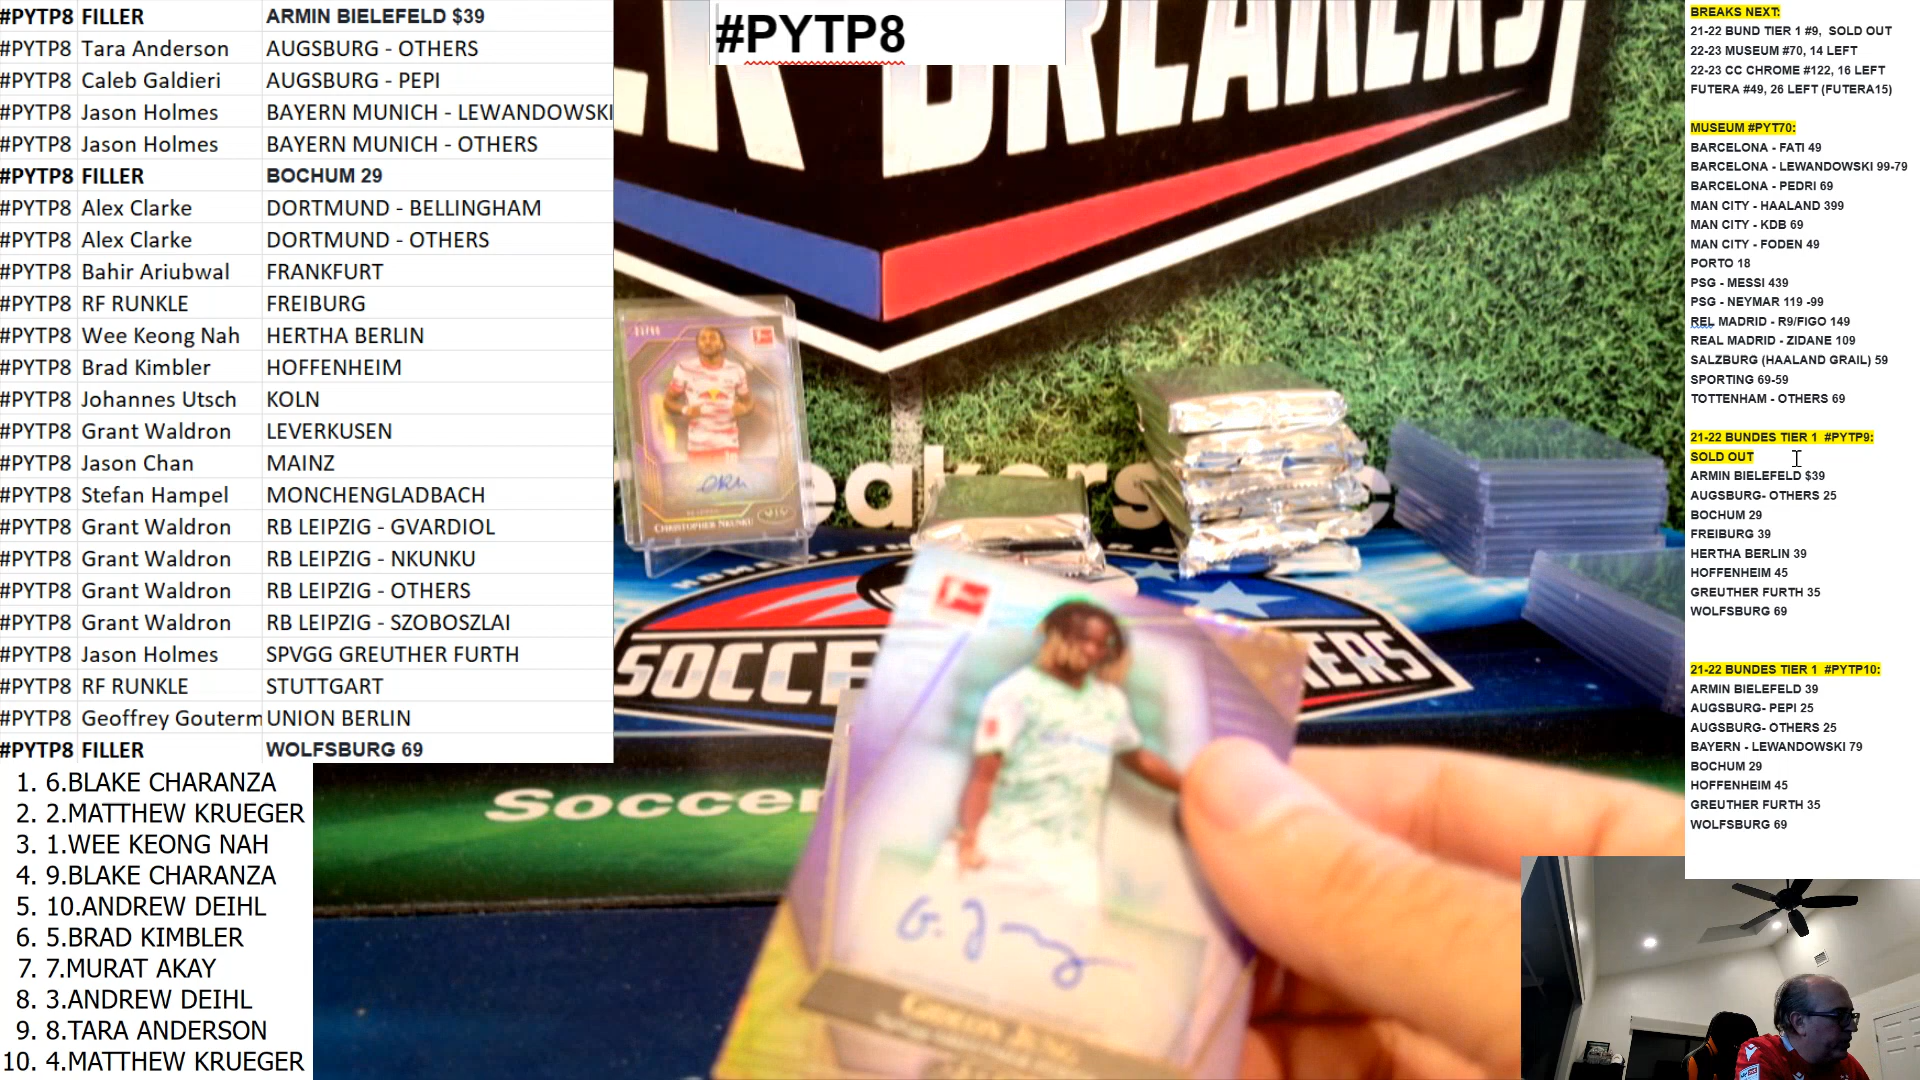 #PYTP8 FILLER ARMIN BIELEFELD $39
#PYTP8 Tara Anderson AUGSBURG - OTHERS
#PYTP8 Caleb Galdieri AUGSBURG - PEPI
#PYTP8 Jason Holmes BAYERN MUNICH - LEWANDOWSKI
#PYTP8 Jason Holmes BAYERN MUNICH - OTHERS
#PYTP8 FILLER BOCHUM 29
#PYTP8 Alex Clarke DORTMUND - BELLINGHAM
#PYTP8 Alex Clarke DORTMUND - OTHERS
#PYTP8 Bahir Ariubwal FRANKFURT
#PYTP8 RF RUNKLE FREIBURG
#PYTP8 Wee Keong Nah HERTHA BERLIN
#PYTP8 Brad Kimbler HOFFENHEIM
#PYTP8 Johannes Utsch KOLN
#PYTP8 Grant Waldron LEVERKUSEN
#PYTP8 Jason Chan MAINZ
#PYTP8 Stefan Hampel MONCHENGLADBACH
#PYTP8 Grant Waldron RB LEIPZIG - GVARDIOL
#PYTP8 Grant Waldron RB LEIPZIG - NKUNKU
#PYTP8 Grant Waldron RB LEIPZIG - OTHERS
#PYTP8 Grant Waldron RB LEIPZIG - SZOBOSZLAI
#PYTP8 Jason Holmes SPVGG GREUTHER FURTH
#PYTP8 RF RUNKLE STUTTGART
#PYTP8 Geoffrey Gouterm UNION BERLIN
#PYTP8 FILLER WOLFSBURG 69
1. 6.BLAKE CHARANZA
2. 2.MATTHEW KRUEGER
3. 1.WEE KEONG NAH
4. 9.BLAKE CHARANZA
5. 10.ANDREW DEIHL
6. 5.BRAD KIMBLER
7. 7.MURAT AKAY
8. 3.ANDREW DEIHL
9. 8.TARA ANDERSON
10. 4.MATTHEW KRUEGER
#PYTP8
K BREAKERS
CHRISTOPHER NKUNKU
eakers
SOCCE
KERS
Soccer
BREAKS NEXT:
21-22 BUND TIER 1 #9, SOLD OUT
22-23 MUSEUM #70, 14 LEFT
22-23 CC CHROME #122, 16 LEFT
FUTERA #49, 26 LEFT (FUTERA15)
MUSEUM #PYT70:
BARCELONA - FATI 49
BARCELONA - LEWANDOWSKI 99-79
BARCELONA - PEDRI 69
MAN CITY - HAALAND 399
MAN CITY - KDB 69
MAN CITY - FODEN 49
PORTO 18
PSG - MESSI 439
PSG - NEYMAR 119 -99
REL MADRID - R9/FIGO 149
REAL MADRID - ZIDANE 109
SALZBURG (HAALAND GRAIL) 59
SPORTING 69-59
TOTTENHAM - OTHERS 69
21-22 BUNDES TIER 1 #PYTP9:
SOLD OUT
ARMIN BIELEFELD $39
AUGSBURG- OTHERS 25
BOCHUM 29
FREIBURG 39
HERTHA BERLIN 39
HOFFENHEIM 45
GREUTHER FURTH 35
WOLFSBURG 69
21-22 BUNDES TIER 1 #PYTP10:
ARMIN BIELEFELD 39
AUGSBURG- PEPI 25
AUGSBURG- OTHERS 25
BAYERN - LEWANDOWSKI 79
BOCHUM 29
HOFFENHEIM 45
GREUTHER FURTH 35
WOLFSBURG 69